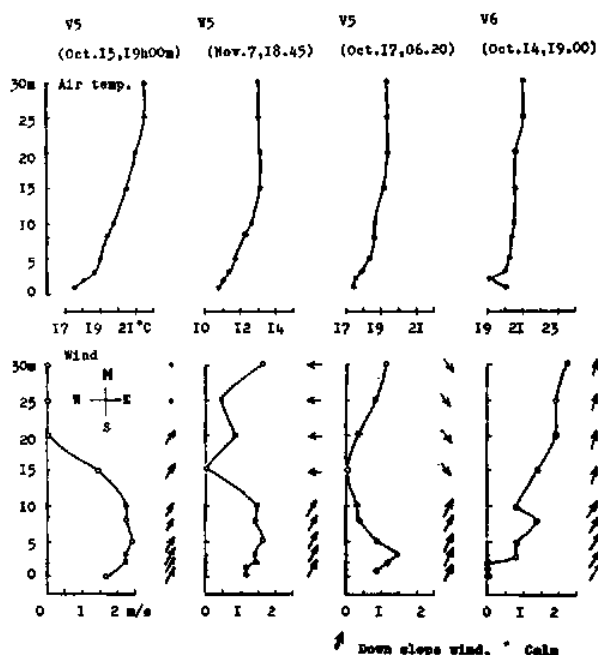 V5 W5 V5 V6
(Oct.15,19h00m) (Nov.7,18.45) (Oct.17,06.20) (Oct.14,19.00)
30m Air temp.
25
20
15
10
5
0
17 19 21°C 10 12 14 17 19 21 19 21 23
30m Wind
25 N
W E
20 S
15
10
5
0
0 1 2 m/s 0 1 2 0 1 2 0 1 2
Down slope wind. * Calm